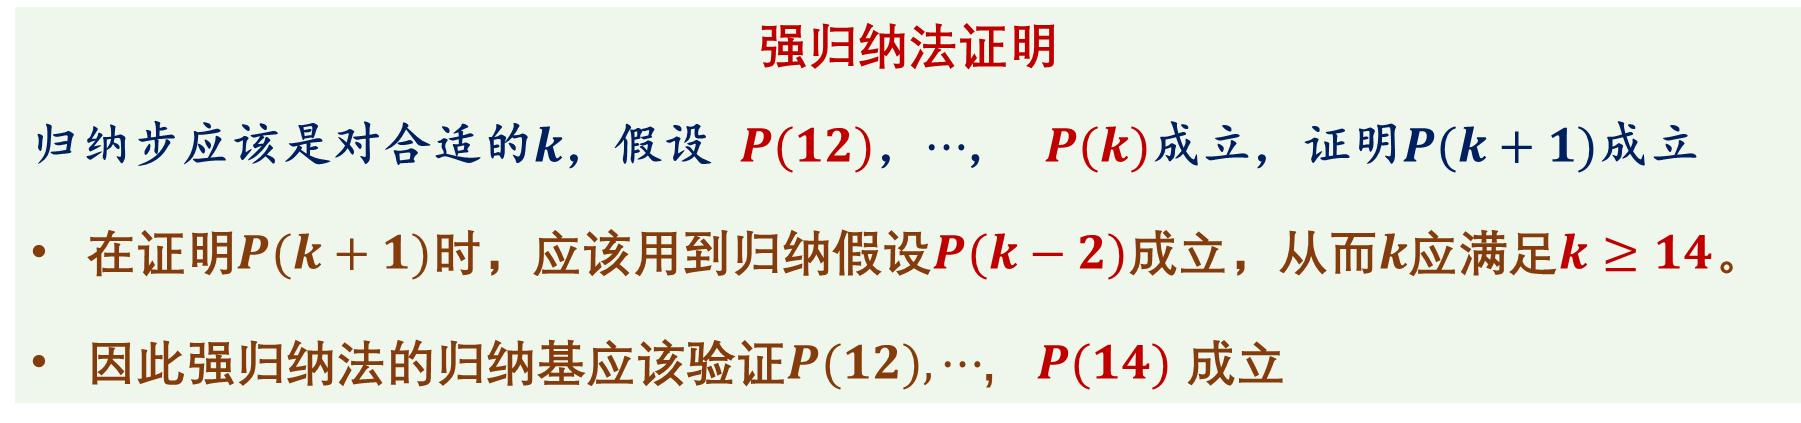 强归纳法证明
归纳步应该是对合适的k，假设 P(12)，⋯， P(k)成立，证明P(k + 1)成立
• 在证明P(k + 1)时，应该用到归纳假设P(k − 2)成立，从而k应满足k ≥ 14。
• 因此强归纳法的归纳基应该验证P(12),⋯, P(14) 成立